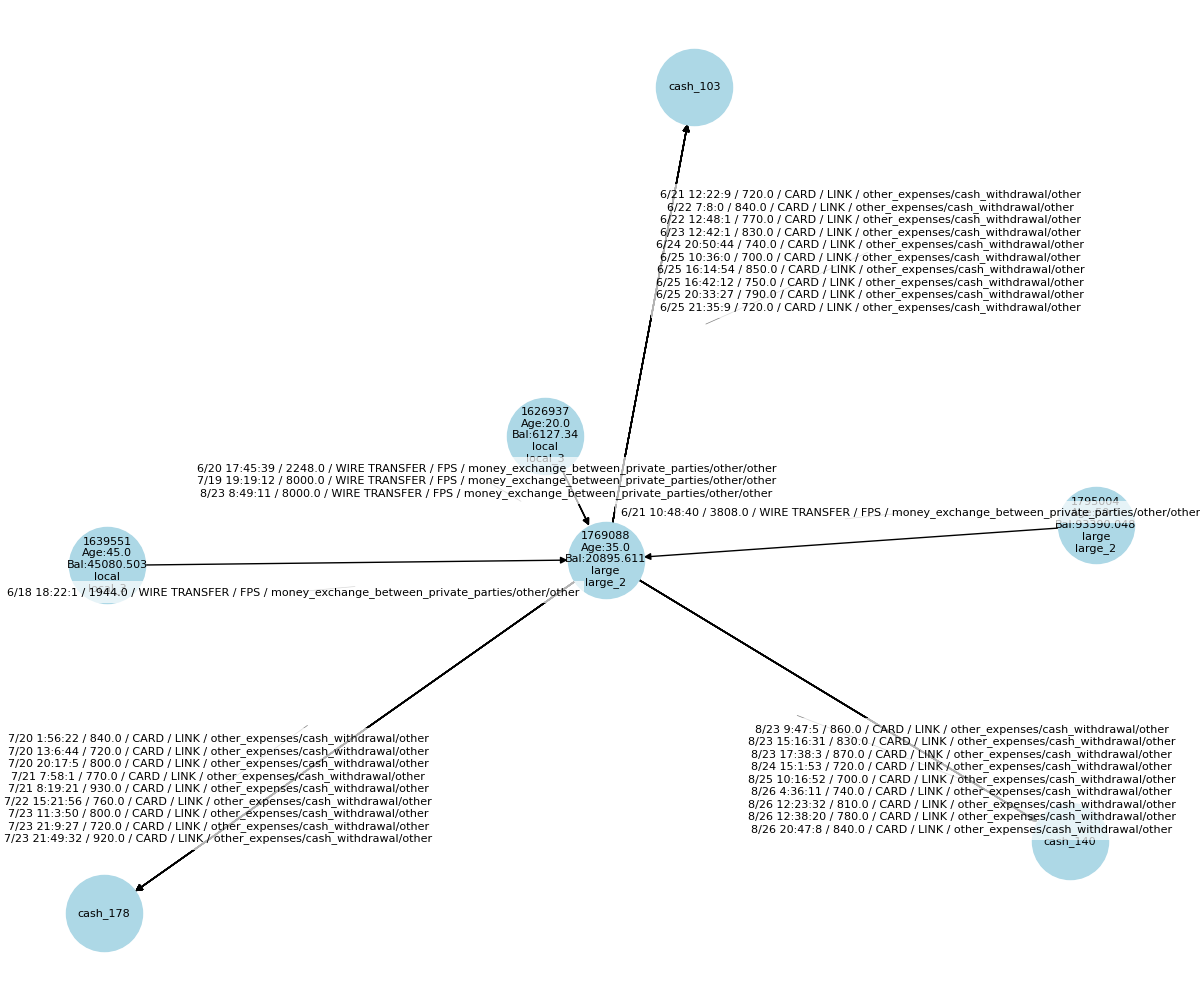 cash_103
6/21 12:22:9 / 720.0 / CARD / LINK / other_expenses/cash_withdrawal/other
6/22 7:8:0 / 840.0 / CARD / LINK / other_expenses/cash_withdrawal/other
6/22 12:48:1 / 770.0 / CARD / LINK / other_expenses/cash_withdrawal/other
6/23 12:42:1 / 830.0 / CARD / LINK / other_expenses/cash_withdrawal/other
6/24 20:50:44 / 740.0 / CARD / LINK / other_expenses/cash_withdrawal/other
6/25 10:36:0 / 700.0 / CARD / LINK / other_expenses/cash_withdrawal/other
6/25 16:14:54 / 850.0 / CARD / LINK / other_expenses/cash_withdrawal/other
6/25 16:42:12 / 750.0 / CARD / LINK / other_expenses/cash_withdrawal/other
6/25 20:33:27 / 790.0 / CARD / LINK / other_expenses/cash_withdrawal/other
6/25 21:35:9 / 720.0 / CARD / LINK / other_expenses/cash_withdrawal/other
1626937
Age:20.0
Bal:6127.34
local
local_3
6/20 17:45:39 / 2248.0 / WIRE TRANSFER / FPS / money_exchange_between_private_parties/other/other
7/19 19:19:12 / 8000.0 / WIRE TRANSFER / FPS / money_exchange_between_private_parties/other/other
8/23 8:49:11 / 8000.0 / WIRE TRANSFER / FPS / money_exchange_between_private_parties/other/other
1795004
6/21 10:48:40 / 3808.0 / WIRE TRANSFER / FPS / money_exchange_between_private_parties/other/other
Bal:93390.048
large
large_2
1639551
Age:45.0
Bal:45080.503
local
1769088
Age:35.0
Bal:20895.611
large
large_2
6/18 18:22:1 / 1944.0 / WIRE TRANSFER / FPS / money_exchange_between_private_parties/other/other
7/20 1:56:22 / 840.0 / CARD / LINK / other_expenses/cash_withdrawal/other
7/20 13:6:44 / 720.0 / CARD / LINK / other_expenses/cash_withdrawal/other
7/20 20:17:5 / 800.0 / CARD / LINK / other_expenses/cash_withdrawal/other
7/21 7:58:1 / 770.0 / CARD / LINK / other_expenses/cash_withdrawal/other
7/21 8:19:21 / 930.0 / CARD / LINK / other_expenses/cash_withdrawal/other
7/22 15:21:56 / 760.0 / CARD / LINK / other_expenses/cash_withdrawal/other
7/23 11:3:50 / 800.0 / CARD / LINK / other_expenses/cash_withdrawal/other
7/23 21:9:27 / 720.0 / CARD / LINK / other_expenses/cash_withdrawal/other
7/23 21:49:32 / 920.0 / CARD / LINK / other_expenses/cash_withdrawal/other
8/23 9:47:5 / 860.0 / CARD / LINK / other_expenses/cash_withdrawal/other
8/23 15:16:31 / 830.0 / CARD / LINK / other_expenses/cash_withdrawal/other
8/23 17:38:3 / 870.0 / CARD / LINK / other_expenses/cash_withdrawal/other
8/24 15:1:53 / 720.0 / CARD / LINK / other_expenses/cash_withdrawal/other
8/25 10:16:52 / 700.0 / CARD / LINK / other_expenses/cash_withdrawal/other
8/26 4:36:11 / 740.0 / CARD / LINK / other_expenses/cash_withdrawal/other
8/26 12:23:32 / 810.0 / CARD / LINK / other_expenses/cash_withdrawal/other
8/26 12:38:20 / 780.0 / CARD / LINK / other_expenses/cash_withdrawal/other
8/26 20:47:8 / 840.0 / CARD / LINK / other_expenses/cash_withdrawal/other
cash_140
cash_178